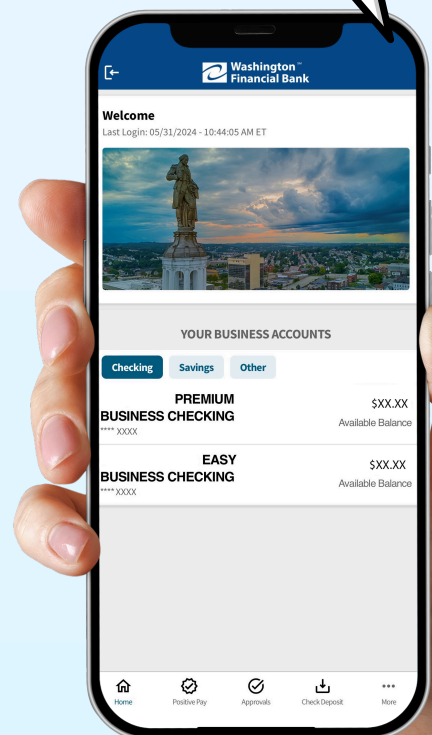 Washington™
Financial Bank
Welcome
Last Login: 05/31/2024 - 10:44:05 AM ET
YOUR BUSINESS ACCOUNTS
Checking Savings Other
PREMIUM
BUSINESS CHECKING
$XX.XX
**** XXXX
Available Balance
EASY
BUSINESS CHECKING
$XX.XX
**** XXXX
Available Balance
Home Positive Pay Approvals Check Deposit More